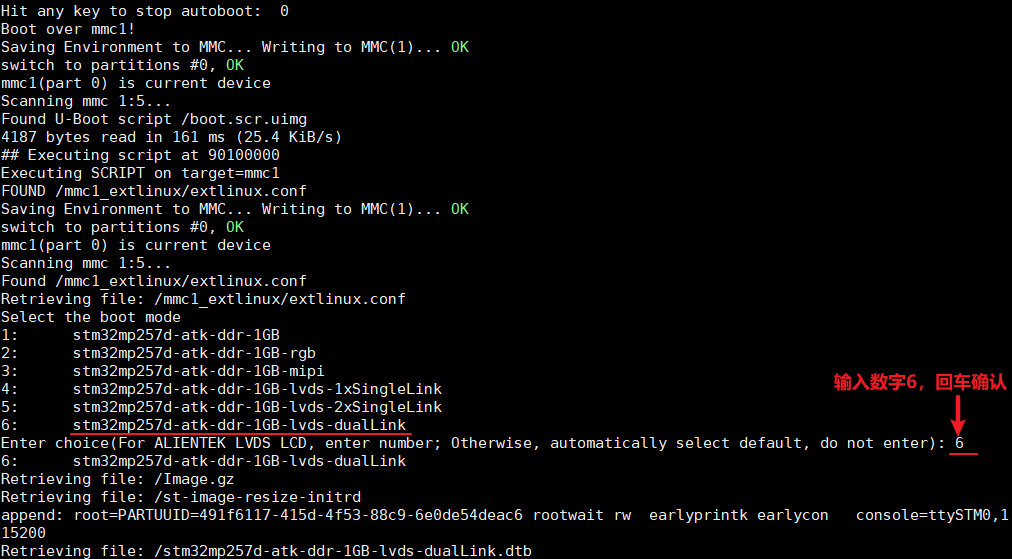 Hit any key to stop autoboot:  0
Boot over mmc1!
Saving Environment to MMC... Writing to MMC(1)... OK
switch to partitions #0, OK
mmc1(part 0) is current device
Scanning mmc 1:5...
Found U-Boot script /boot.scr.uimg
4187 bytes read in 161 ms (25.4 KiB/s)
## Executing script at 90100000
Executing SCRIPT on target=mmc1
FOUND /mmc1_extlinux/extlinux.conf
Saving Environment to MMC... Writing to MMC(1)... OK
switch to partitions #0, OK
mmc1(part 0) is current device
Scanning mmc 1:5...
Found /mmc1_extlinux/extlinux.conf
Retrieving file: /mmc1_extlinux/extlinux.conf
Select the boot mode
1:      stm32mp257d-atk-ddr-1GB
2:      stm32mp257d-atk-ddr-1GB-rgb
3:      stm32mp257d-atk-ddr-1GB-mipi
4:      stm32mp257d-atk-ddr-1GB-lvds-1xSingleLink
5:      stm32mp257d-atk-ddr-1GB-lvds-2xSingleLink
6:      stm32mp257d-atk-ddr-1GB-lvds-dualLink
输入数字6，回车确认
Enter choice(For ALIENTEK LVDS LCD, enter number; Otherwise, automatically select default, do not enter): 6
6:      stm32mp257d-atk-ddr-1GB-lvds-dualLink
Retrieving file: /Image.gz
Retrieving file: /st-image-resize-initrd
append: root=PARTUUID=491f6117-415d-4f53-88c9-6e0de54deac6 rootwait rw  earlyprintk earlycon   console=ttySTM0,1
15200
Retrieving file: /stm32mp257d-atk-ddr-1GB-lvds-dualLink.dtb